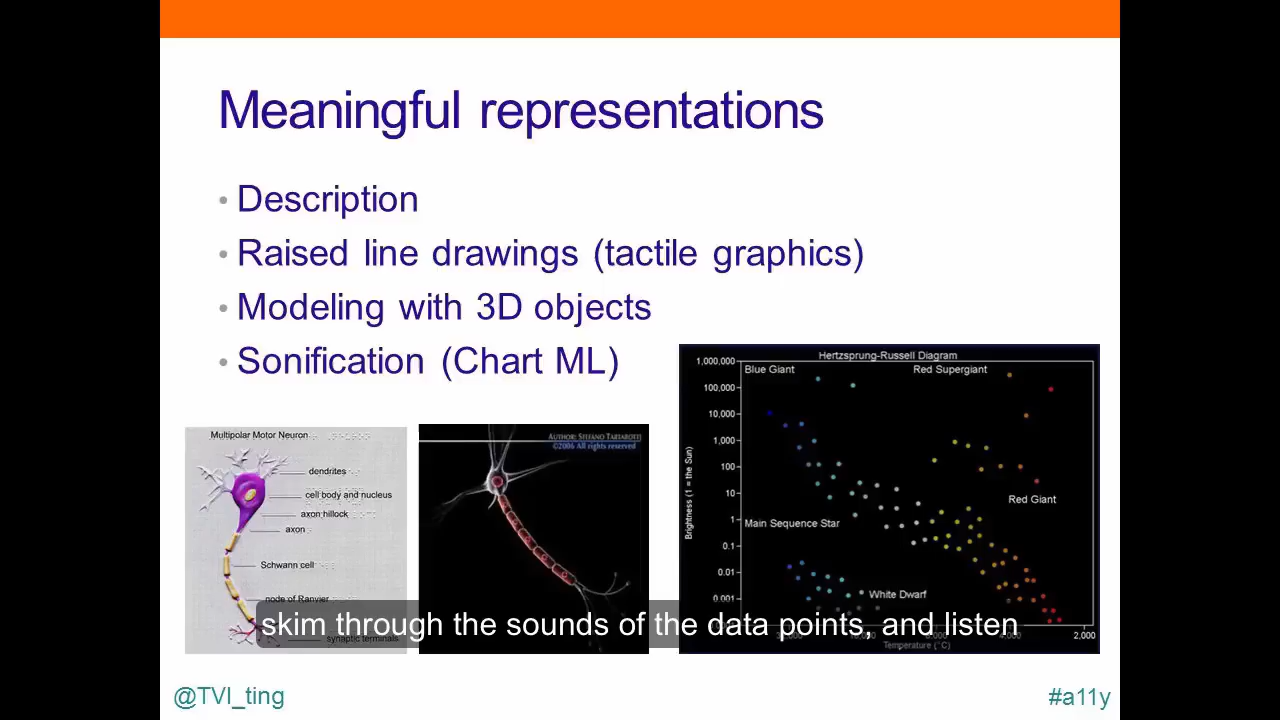 Meaningful representations
• Description
• Raised line drawings (tactile graphics)
• Modeling with 3D objects
• Sonification (Chart ML)
Multipolar Motor Neuron
dendrites
cell body and nucleus
axon hillock
axon
Schwann cell
node of Ranvier
synaptic terminals
AUTHOR: STEFANO TARTAROTTI
©2006 All rights reserved
Hertzsprung-Russell Diagram
1,000,000
100,000
10,000
1,000
100
10
1
0.1
0.01
0.001
Brightness (1 = the Sun)
Blue Giant
Red Supergiant
Red Giant
Main Sequence Star
White Dwarf
2,000
Temperature (°C)
skim through the sounds of the data points, and listen
@TVI_ting
#a11y